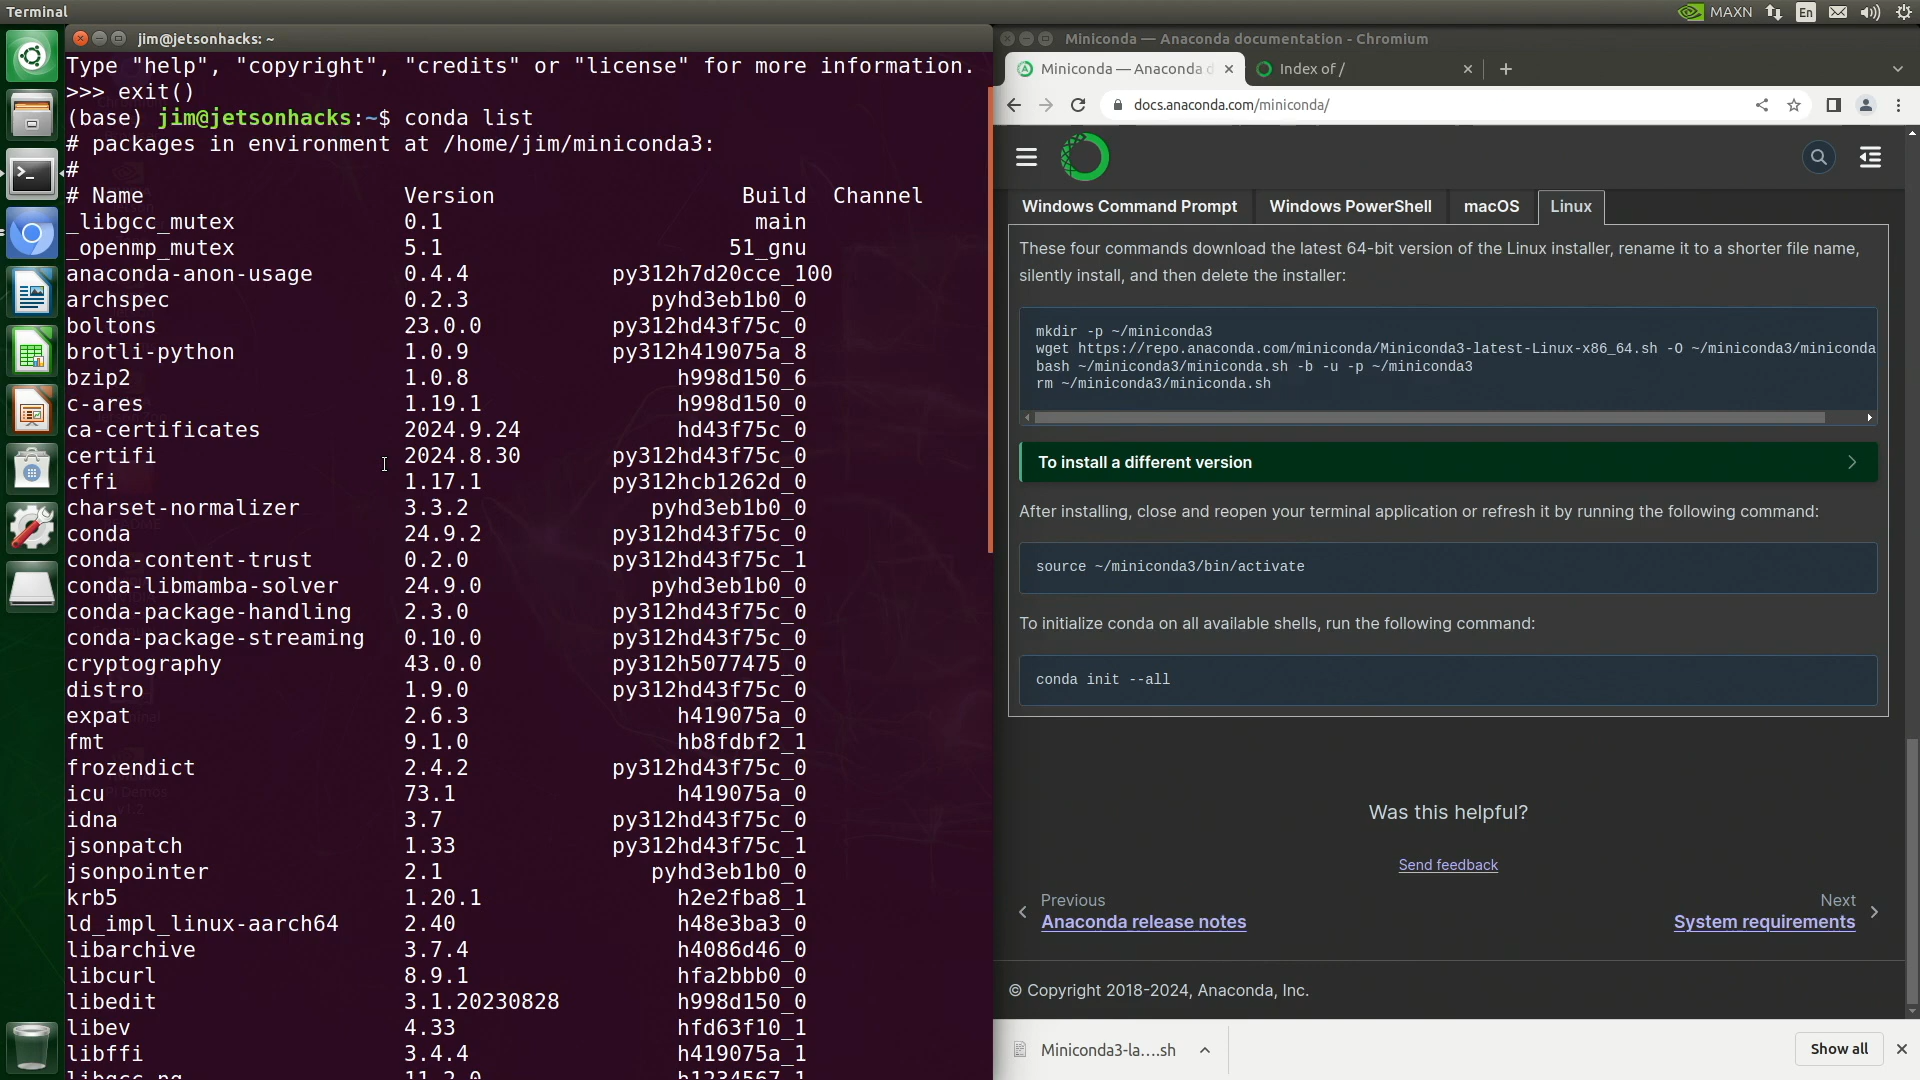 Terminal
MAXN
En
jim@jetsonhacks: ~
Type "help", "copyright", "credits" or "license" for more information.
>>> exit()
(base) jim@jetsonhacks:~$ conda list
# packages in environment at /home/jim/miniconda3:
#
# Name Version Build Channel
_libgcc_mutex 0.1 main
_openmp_mutex 5.1 51_gnu
anaconda-anon-usage 0.4.4 py312h7d20cce_100
archspec 0.2.3 pyhd3eb1b0_0
boltons 23.0.0 py312hd43f75c_0
brotli-python 1.0.9 py312h419075a_8
bzip2 1.0.8 h998d150_6
c-ares 1.19.1 h998d150_0
ca-certificates 2024.9.24 hd43f75c_0
certifi 2024.8.30 py312hd43f75c_0
cffi 1.17.1 py312hcb1262d_0
charset-normalizer 3.3.2 pyhd3eb1b0_0
conda 24.9.2 py312hd43f75c_0
conda-content-trust 0.2.0 py312hd43f75c_1
conda-libmamba-solver 24.9.0 pyhd3eb1b0_0
conda-package-handling 2.3.0 py312hd43f75c_0
conda-package-streaming 0.10.0 py312hd43f75c_0
cryptography 43.0.0 py312h5077475_0
distro 1.9.0 py312hd43f75c_0
expat 2.6.3 h419075a_0
fmt 9.1.0 hb8fdbf2_1
frozendict 2.4.2 py312hd43f75c_0
icu 73.1 h419075a_0
idna 3.7 py312hd43f75c_0
jsonpatch 1.33 py312hd43f75c_1
jsonpointer 2.1 pyhd3eb1b0_0
krb5 1.20.1 h2e2fba8_1
ld_impl_linux-aarch64 2.40 h48e3ba3_0
libarchive 3.7.4 h4086d46_0
libcurl 8.9.1 hfa2bbb0_0
libedit 3.1.20230828 h998d150_0
libev 4.33 hfd63f10_1
libffi 3.4.4 h419075a_1
libgcc-ng 11.2.0 h1234567_1
Miniconda — Anaconda documentation - Chromium
Miniconda — Anaconda d
Index of /
docs.anaconda.com/miniconda/
Windows Command Prompt
Windows PowerShell
macOS
Linux
These four commands download the latest 64-bit version of the Linux installer, rename it to a shorter file name,
silently install, and then delete the installer:
mkdir -p ~/miniconda3
wget https://repo.anaconda.com/miniconda/Miniconda3-latest-Linux-x86_64.sh -O ~/miniconda3/miniconda
bash ~/miniconda3/miniconda.sh -b -u -p ~/miniconda3
rm ~/miniconda3/miniconda.sh
To install a different version
After installing, close and reopen your terminal application or refresh it by running the following command:
source ~/miniconda3/bin/activate
To initialize conda on all available shells, run the following command:
conda init --all
Was this helpful?
Send feedback
Previous
Anaconda release notes
Next
System requirements
© Copyright 2018-2024, Anaconda, Inc.
Miniconda3-la....sh
Show all